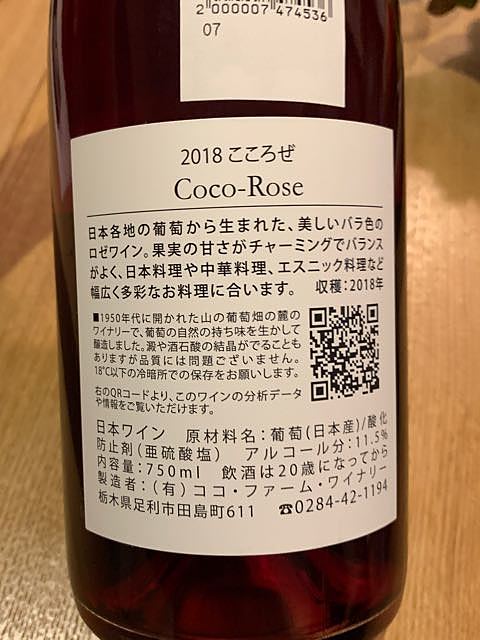 2 000007 474536
07
2018 こころぜ
Coco-Rose
日本各地の葡萄から生まれた、美しいバラ色の
ロゼワイン。果実の甘さがチャーミングでバランス
がよく、日本料理や中華料理、エスニック料理など
幅広く多彩なお料理に合います。 収穫：2018年
■1950年代に開かれた山の葡萄畑の麓の
ワイナリーで、葡萄の自然の持ち味を生かして
醸造しました。澱や酒石酸の結晶がでることも
ありますが品質には問題ございません。
18℃以下の冷暗所での保存をお願いします。
右のQRコードより、このワインの分析データ
や情報をご覧いただけます。
日本ワイン 原材料名：葡萄(日本産)/酸化
防止剤(亜硫酸塩) アルコール分：11.5%
内容量：750ml 飲酒は20歳になってから
製造者：(有)ココ・ファーム・ワイナリー
栃木県足利市田島町611 ☎0284-42-1194